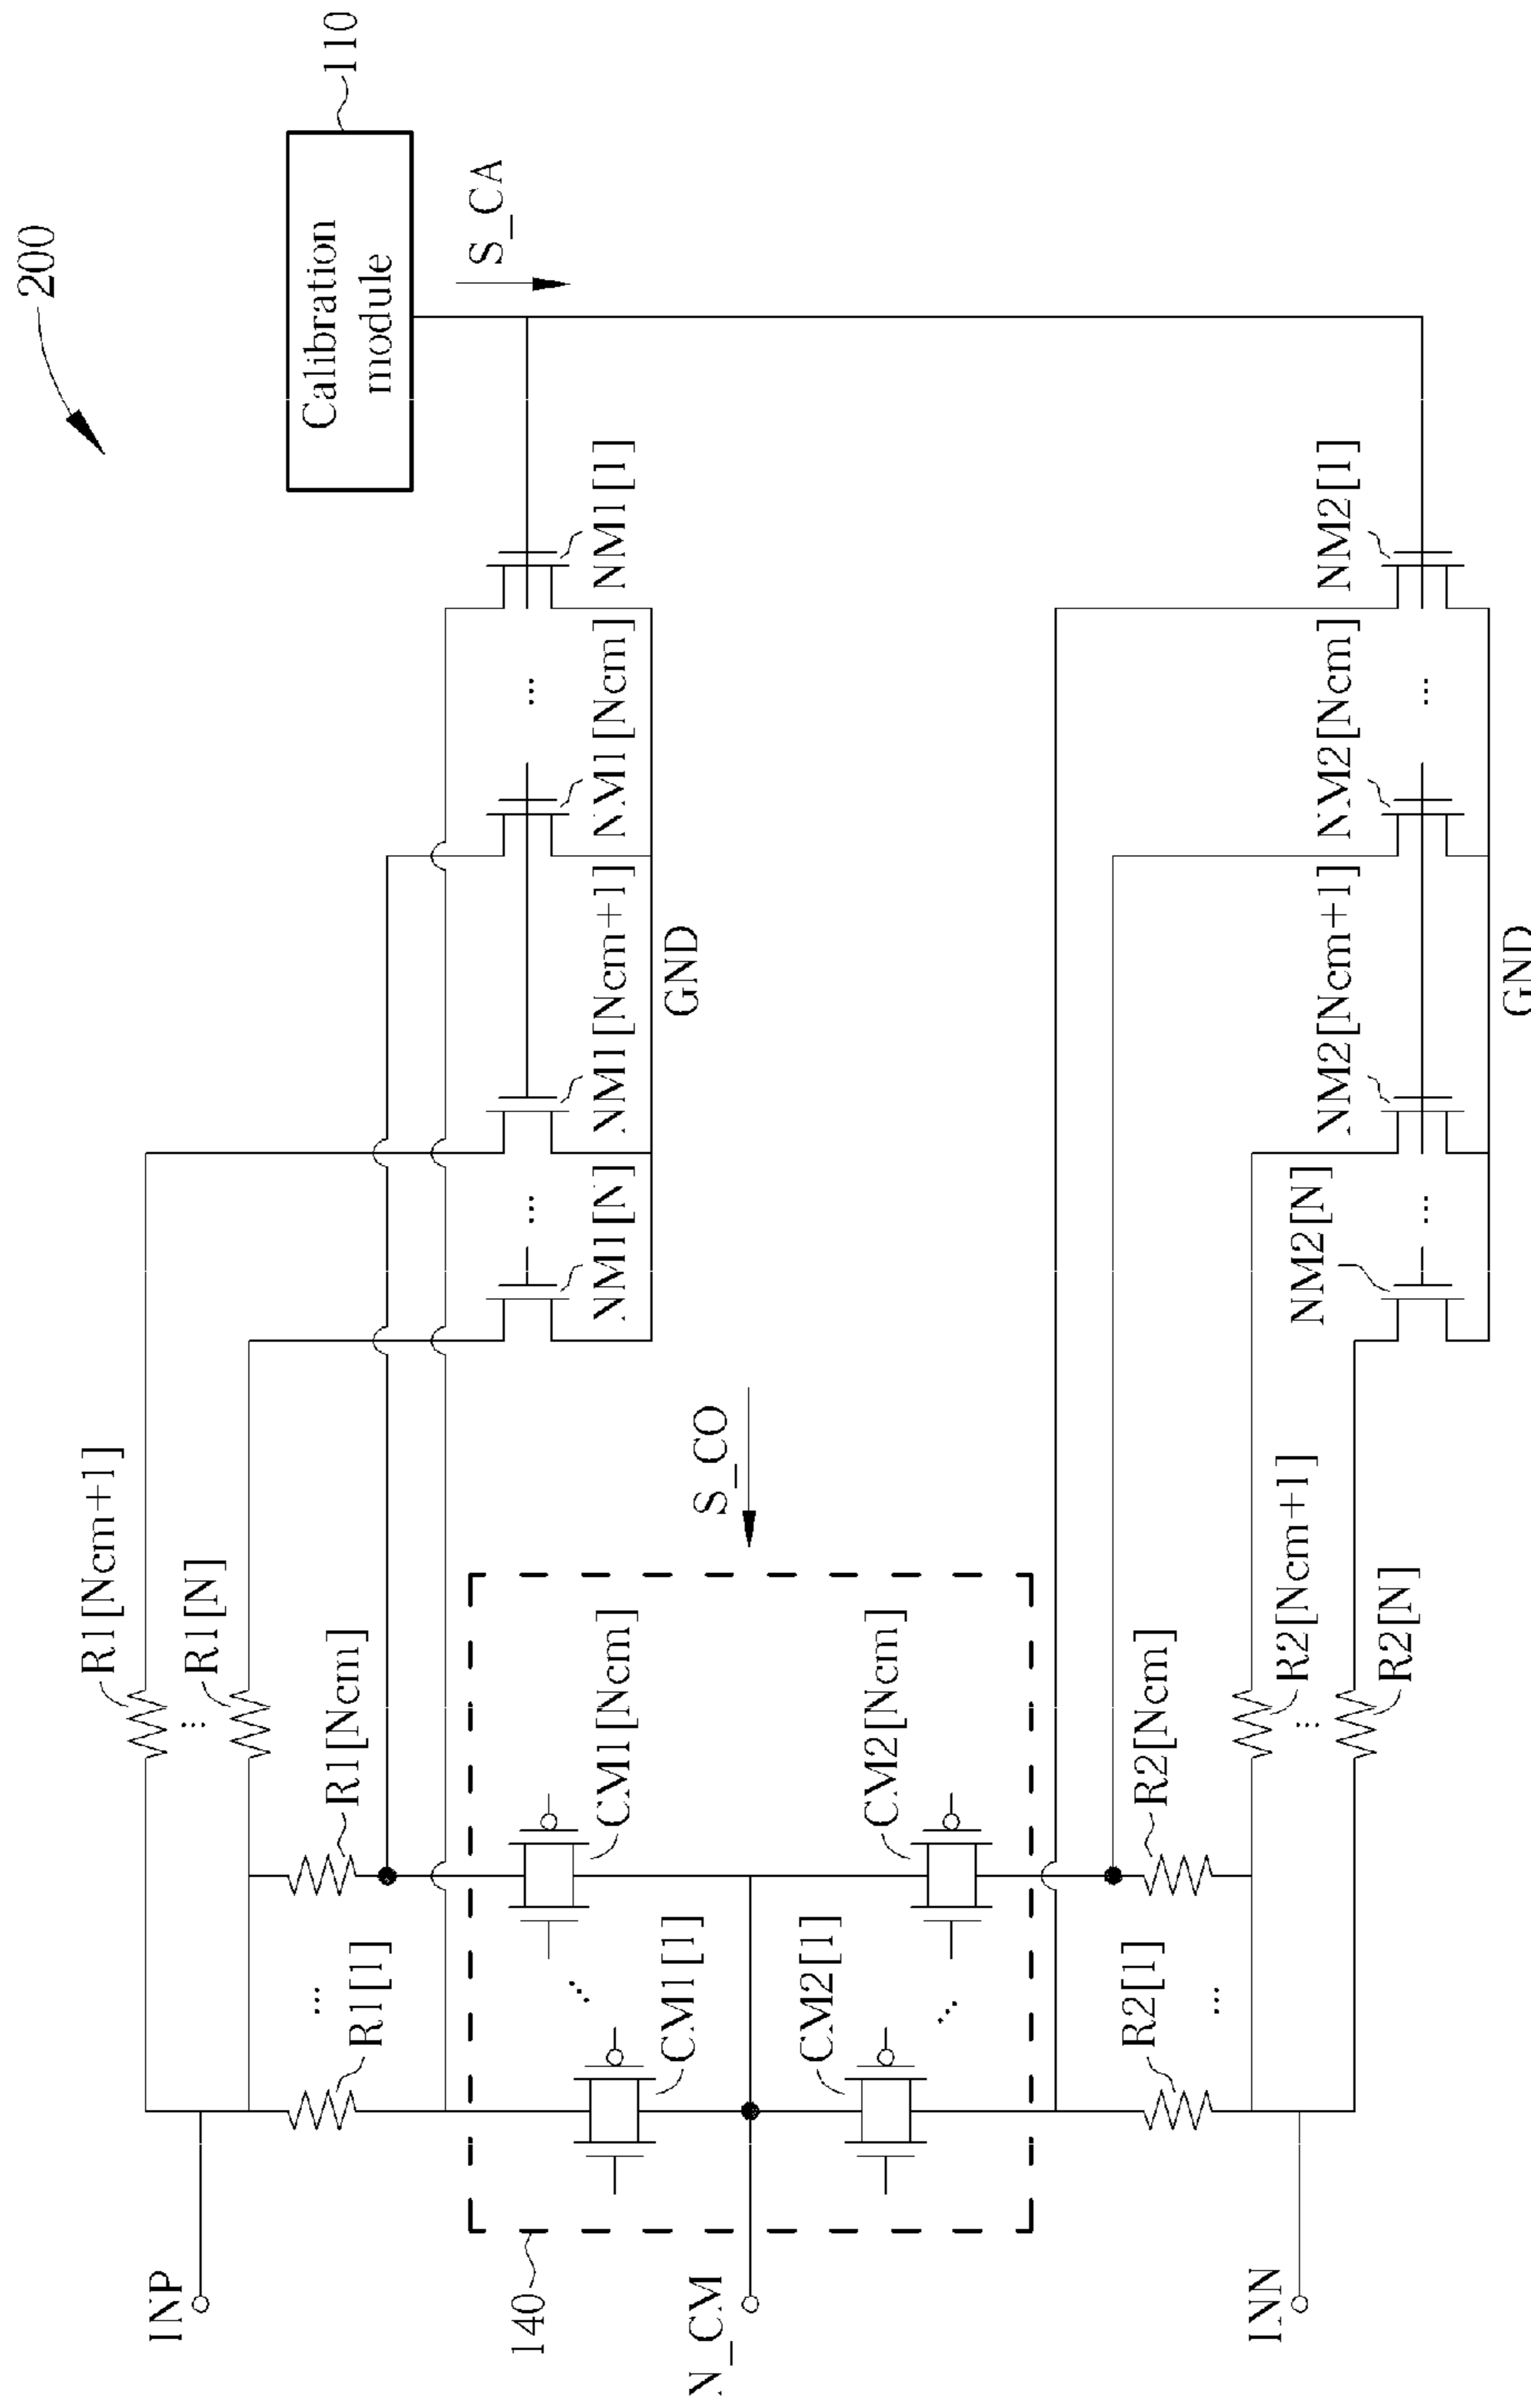 200
Calibration
module
110
S_CA
R1[Ncm+1]
R1[N]
⋮
R1[Ncm]
R1[1]
...
INP
NM1[N]
...
NM1[Ncm+1]
NM1[Ncm]
...
NM1[1]
GND
140
CM1[1]
CM1[Ncm]
⋱
S_CO
N_CM
CM2[1]
CM2[Ncm]
⋰
R2[1]
...
R2[Ncm]
R2[Ncm+1]
⋮
R2[N]
INN
NM2[N]
...
NM2[Ncm+1]
NM2[Ncm]
...
NM2[1]
GND